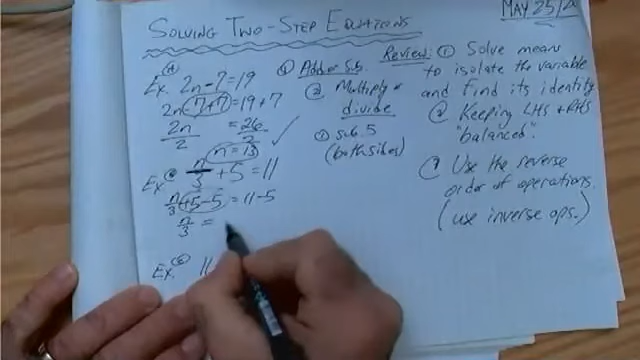 MAY 25/20
SOLVING TWO-STEP EQUATIONS
Ex. (A) 2n - 7 = 19
2n - 7 + 7 = 19 + 7
2n = 26
2 2
n = 13 ✓
Ex (B) n/3 + 5 = 11
n/3 + 5 - 5 = 11 - 5
n/3 =
Ex. (C) 11
① Add or Sub.
② Multiply or
divide
① Sub. 5
(both sides)
Review: ① Solve means
to isolate the variable
and find its identity
② Keeping LHS + RHS
"balanced"
Use the reverse
order of operations.
(use inverse ops.)